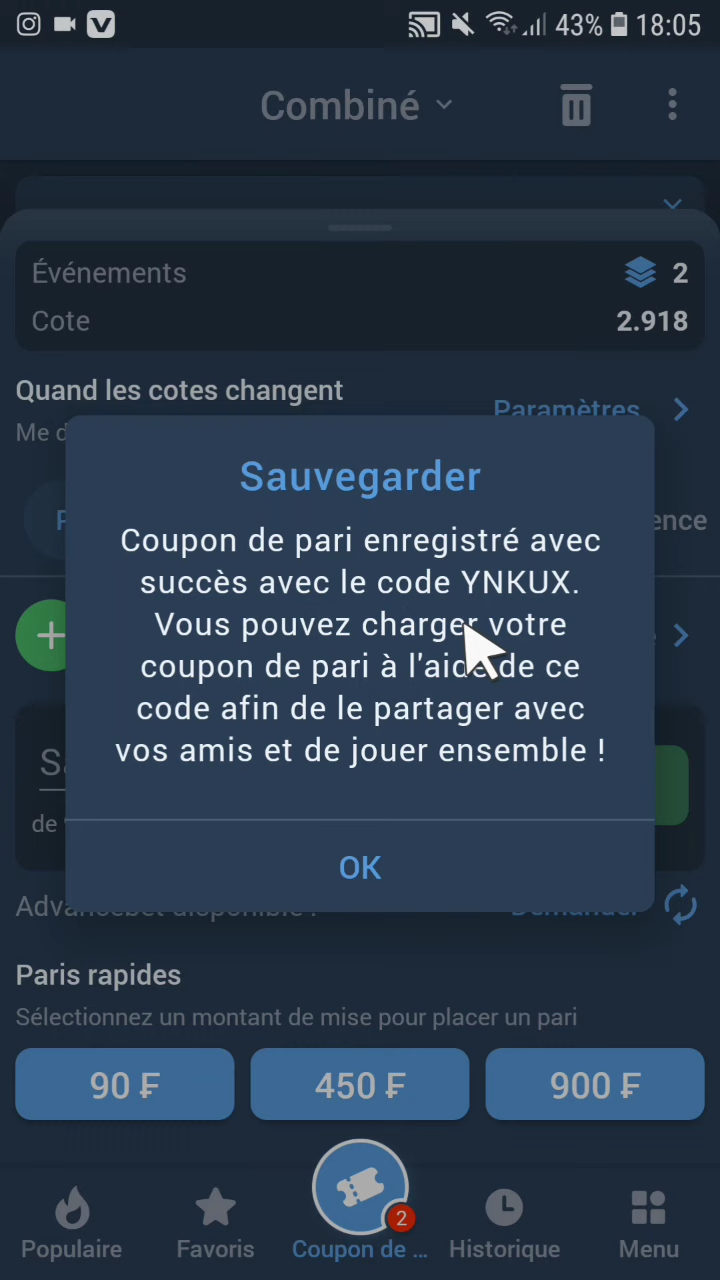 43% 18:05
Combiné
Événements 2
Cote 2.918
Quand les cotes changent
Paramètres
Me
Sauvegarder
Coupon de pari enregistré avec
succès avec le code YNKUX.
Vous pouvez charger votre
coupon de pari à l'aide de ce
code afin de le partager avec
vos amis et de jouer ensemble !
OK
de
Demander
Paris rapides
Sélectionnez un montant de mise pour placer un pari
90 ₣ 450 ₣ 900 ₣
2
Populaire Favoris Coupon de ... Historique Menu